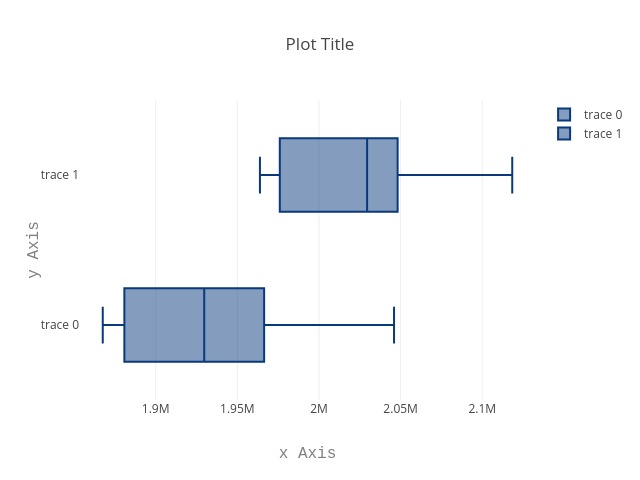 Plot Title
trace 0
trace 1
trace 1
trace 0
y Axis
1.9M
1.95M
2M
2.05M
2.1M
x Axis